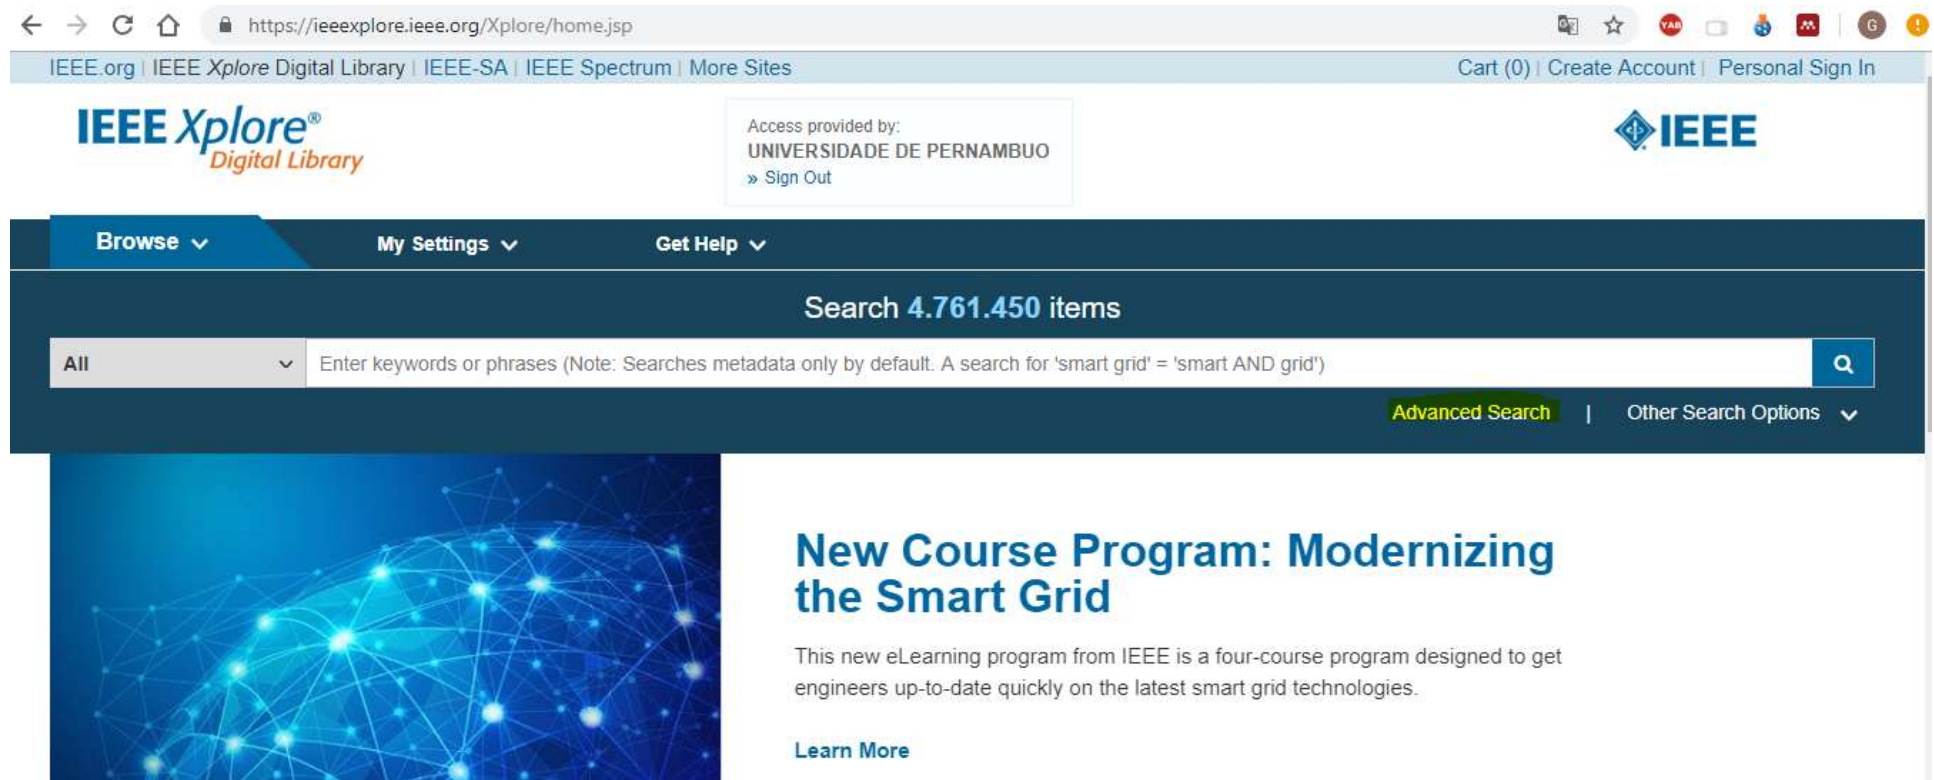 https://ieeexplore.ieee.org/Xplore/home.jsp
YAB
G
IEEE.org | IEEE Xplore Digital Library | IEEE-SA | IEEE Spectrum | More Sites
Cart (0) | Create Account | Personal Sign In
IEEE Xplore®
Digital Library
Access provided by:
UNIVERSIDADE DE PERNAMBUO
» Sign Out
IEEE
Browse
My Settings
Get Help
Search 4.761.450 items
All
Enter keywords or phrases (Note: Searches metadata only by default. A search for 'smart grid' = 'smart AND grid')
Advanced Search | Other Search Options
New Course Program: Modernizing
the Smart Grid
This new eLearning program from IEEE is a four-course program designed to get
engineers up-to-date quickly on the latest smart grid technologies.
Learn More